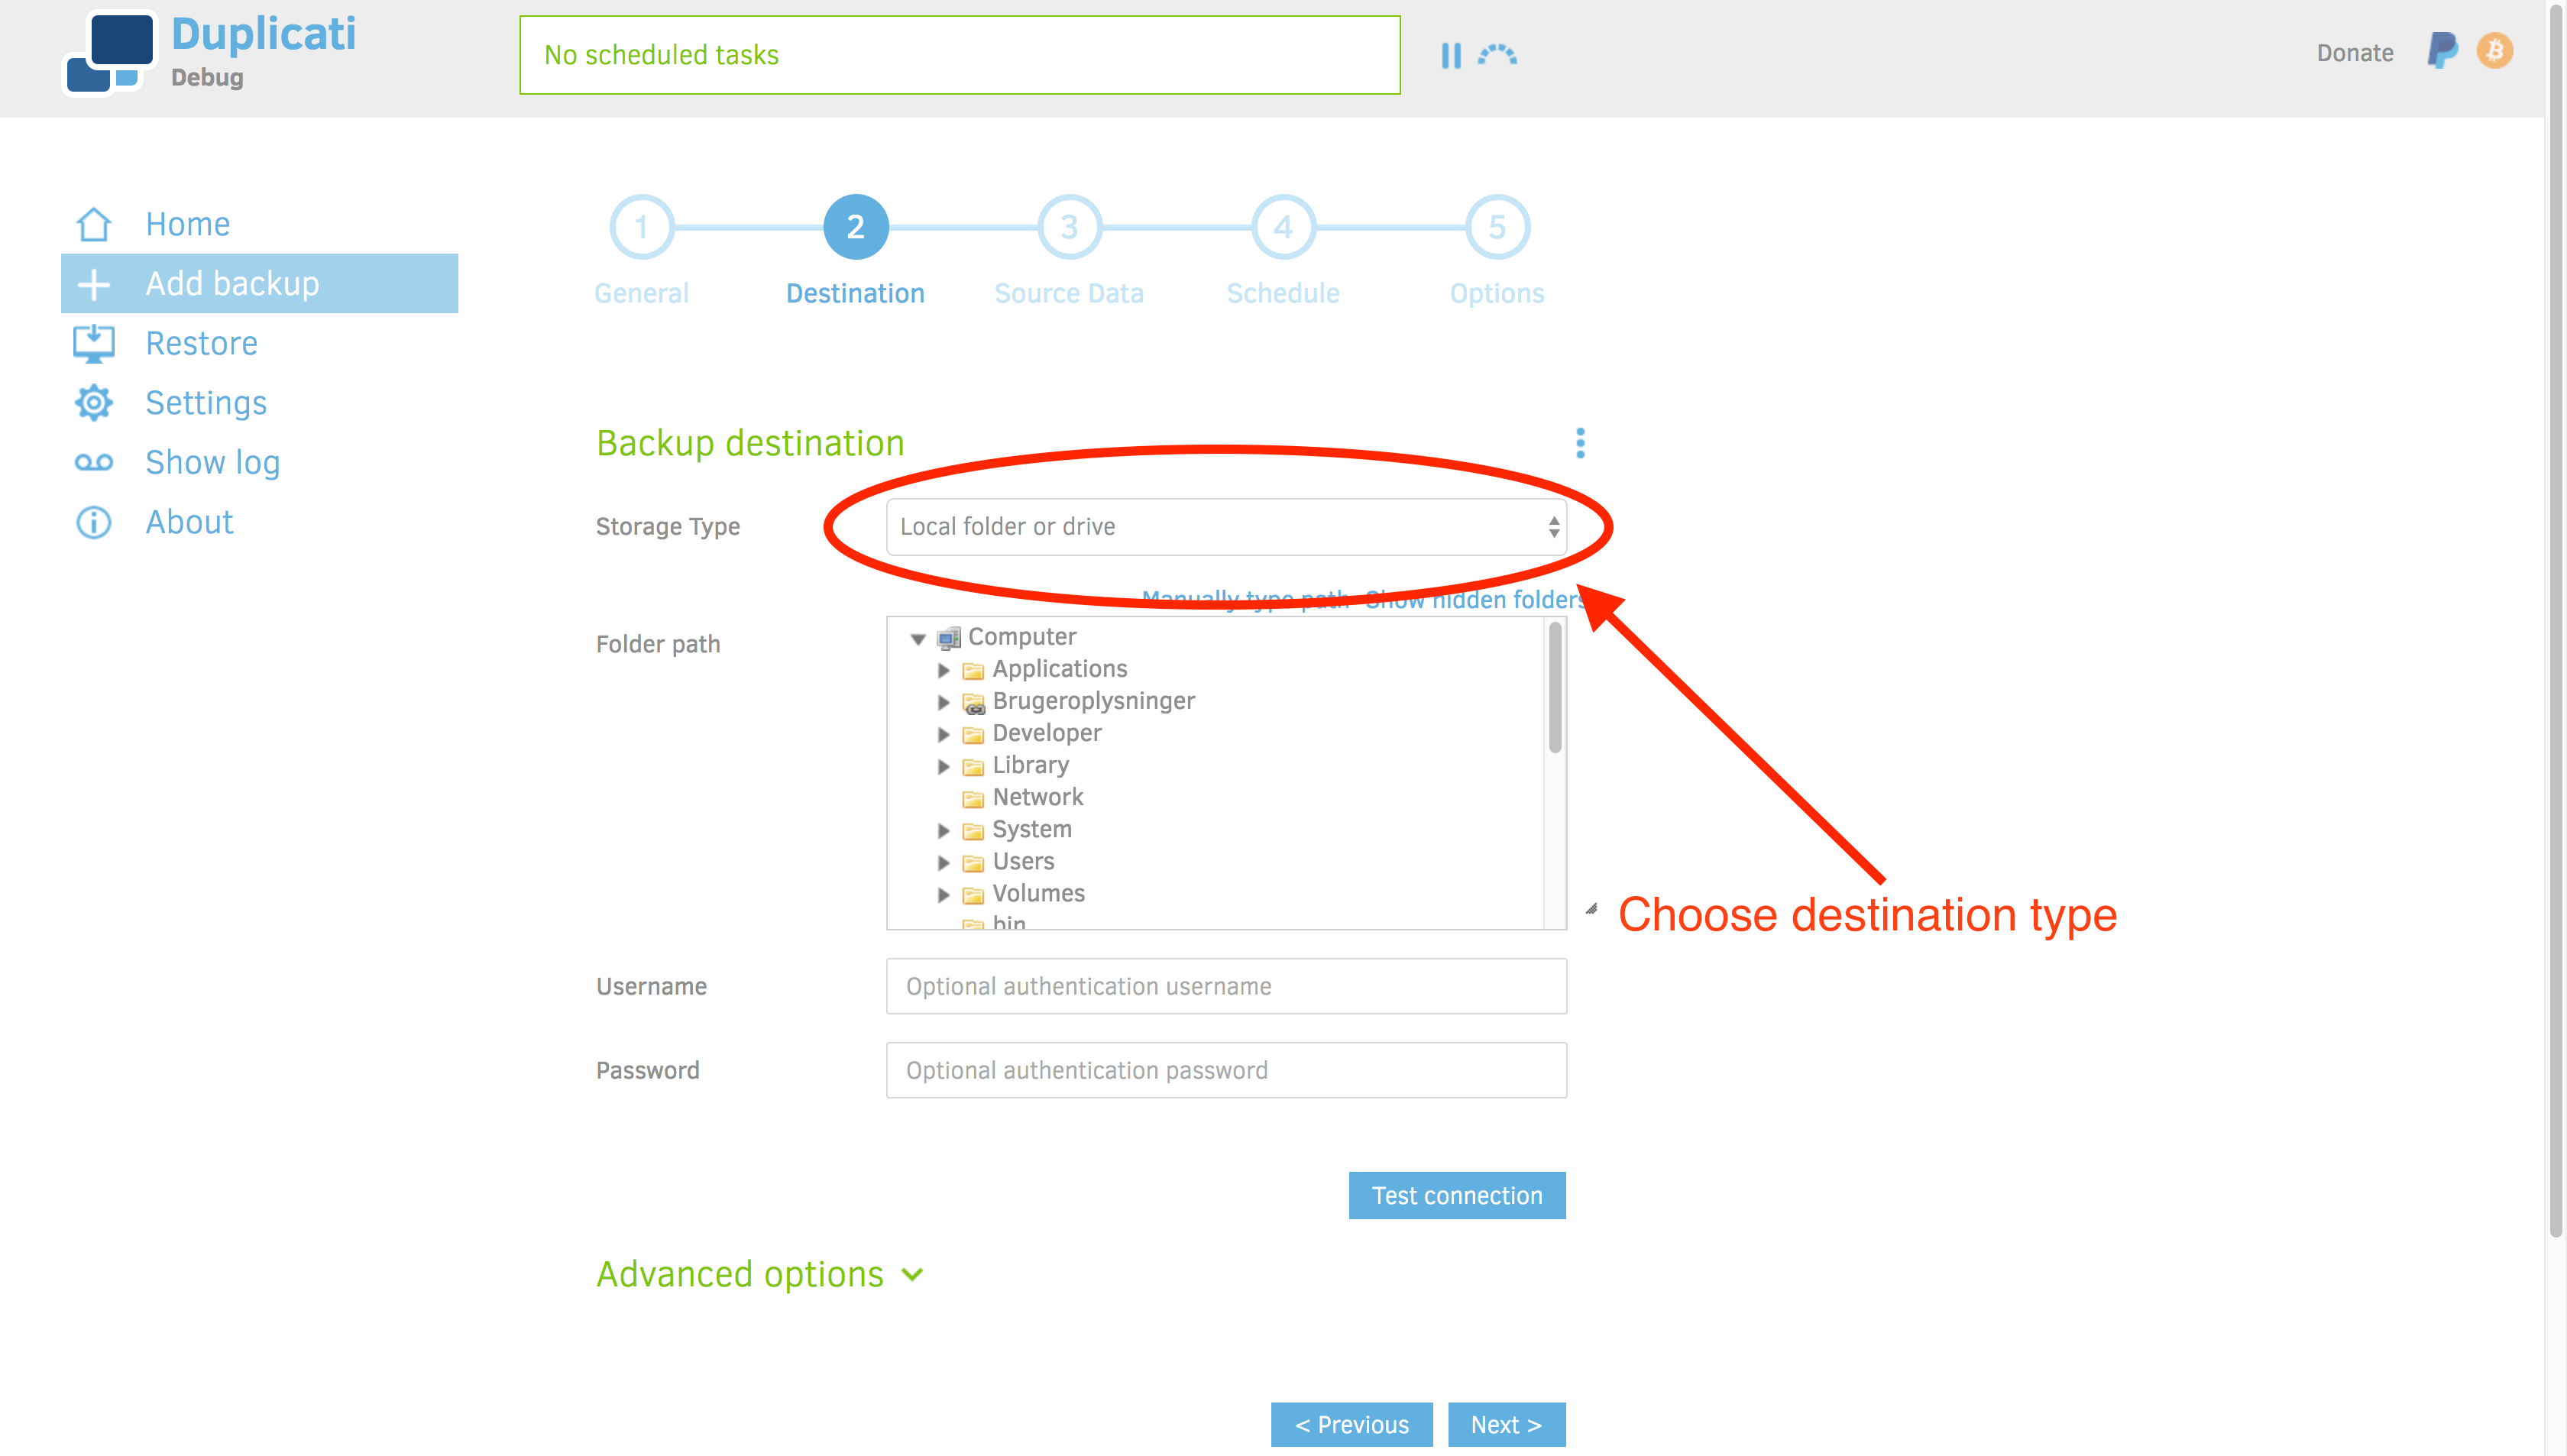 Duplicati
Debug
No scheduled tasks
Donate
Home
Add backup
Restore
Settings
Show log
About
1 2 3 4 5
General Destination Source Data Schedule Options
Backup destination
Storage Type Local folder or drive
Manually type path Show hidden folders
Folder path
Computer
Applications
Brugeroplysninger
Developer
Library
Network
System
Users
Volumes
bin
Choose destination type
Username Optional authentication username
Password Optional authentication password
Test connection
Advanced options
< Previous Next >